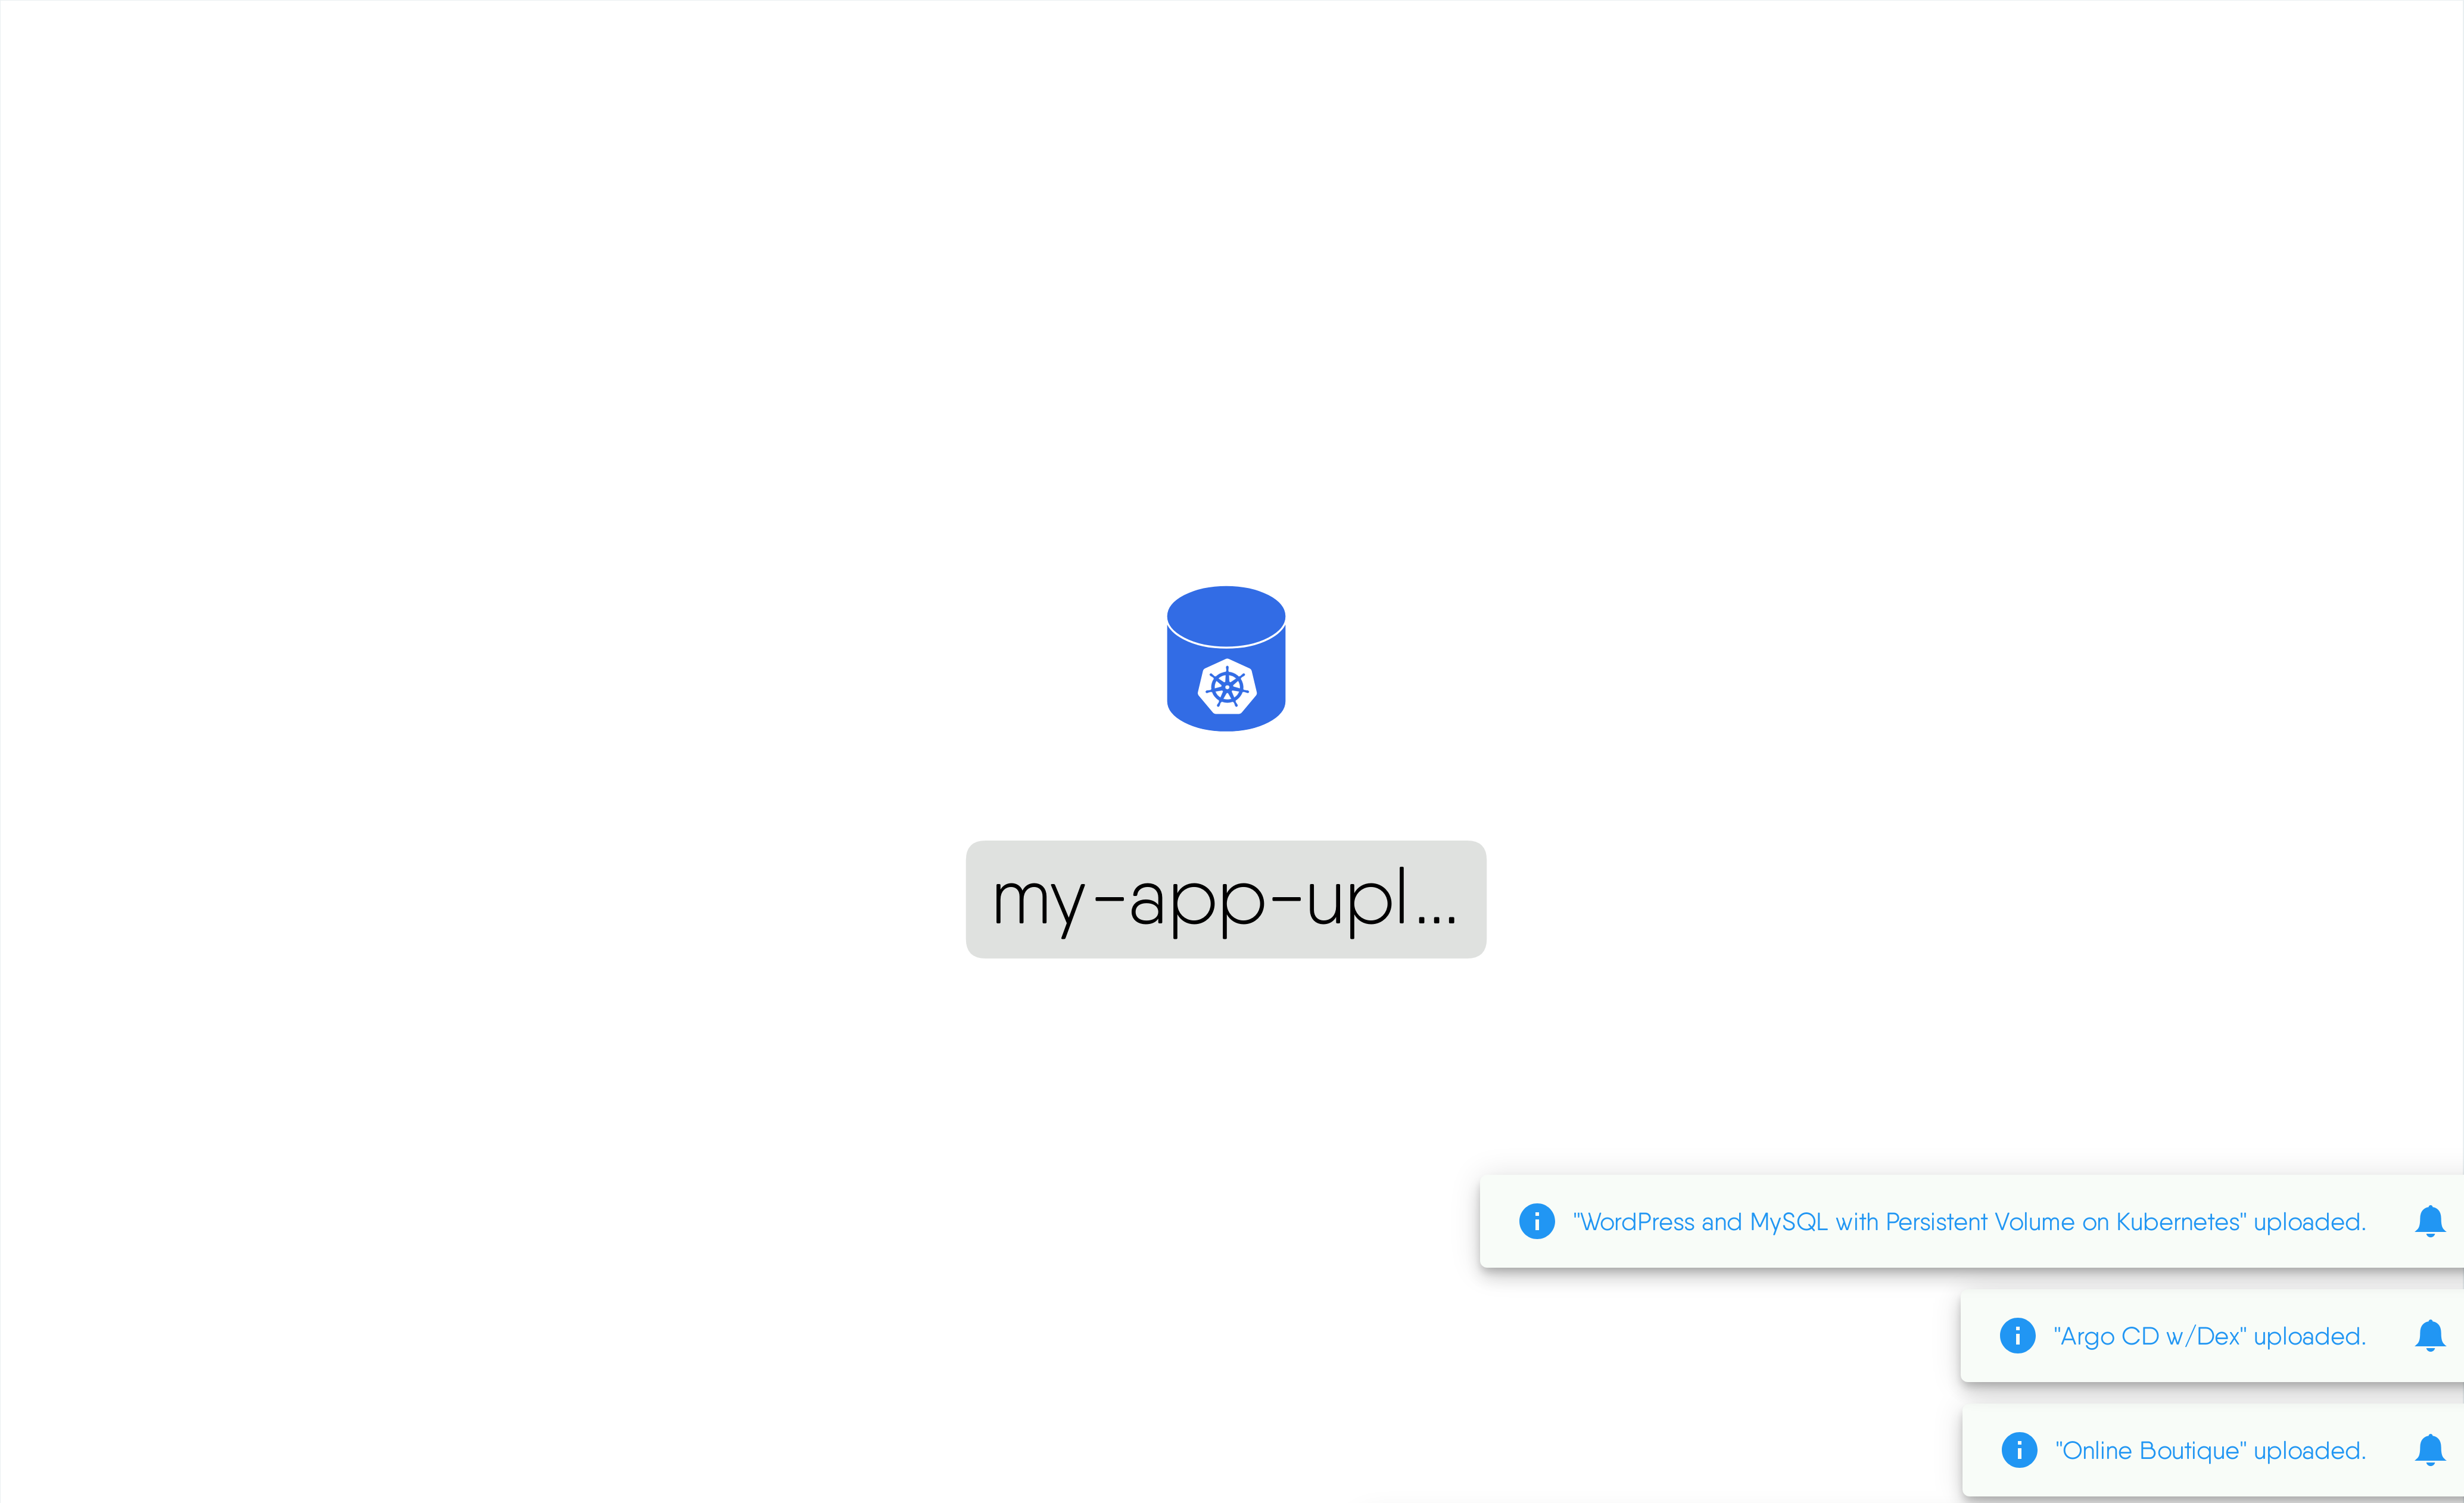 my-app-upl...
"WordPress and MySQL with Persistent Volume on Kubernetes" uploaded.
"Argo CD w/Dex" uploaded.
"Online Boutique" uploaded.